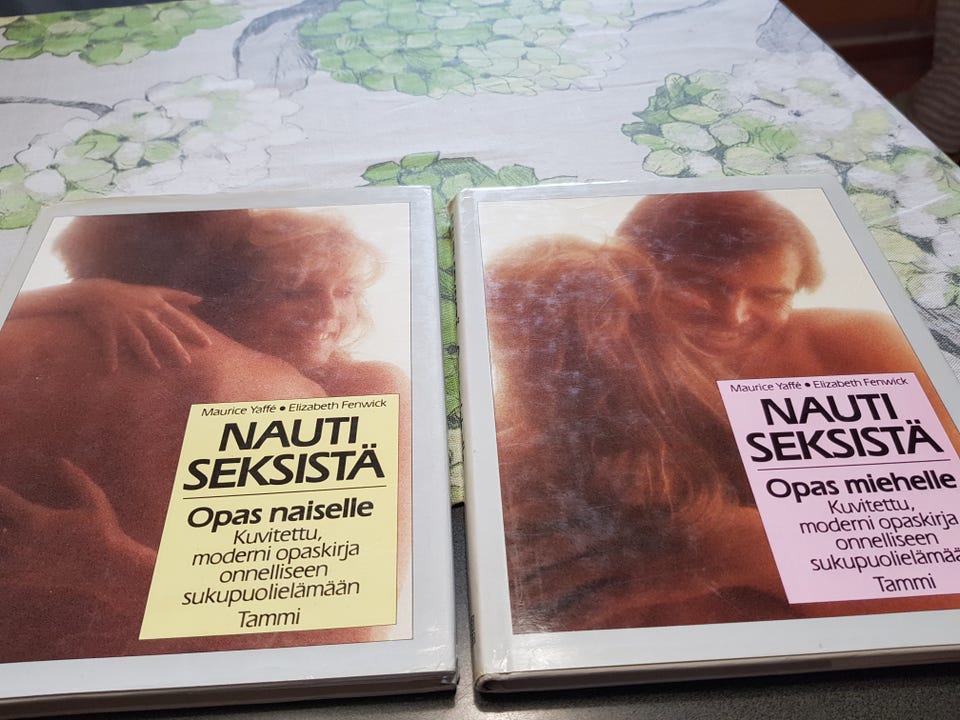 Maurice Yaffé • Elizabeth Fenwick
NAUTI
SEKSISTÄ
Opas naiselle
Kuvitettu,
moderni opaskirja
onnelliseen
sukupuolielämään
Tammi
Maurice Yaffé • Elizabeth Fenwick
NAUTI
SEKSISTÄ
Opas miehelle
Kuvitettu,
moderni opaskirja
onnelliseen
sukupuolielämää
Tammi